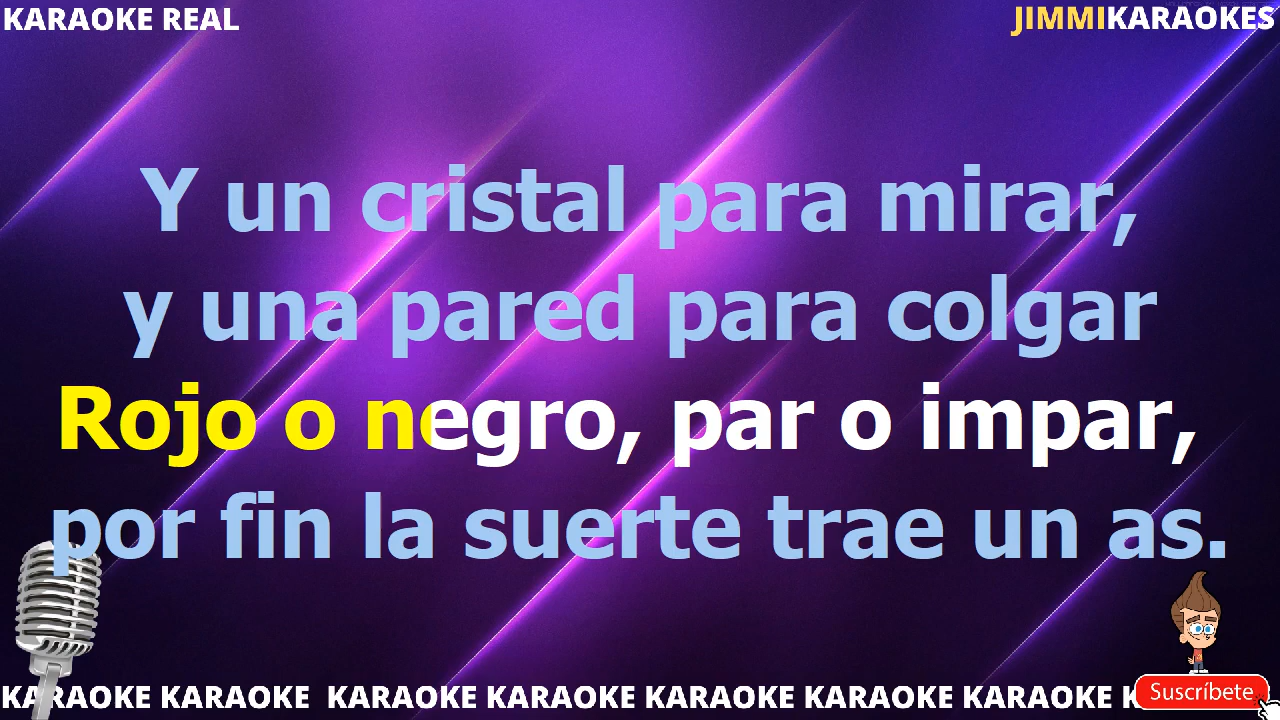 KARAOKE REAL
JIMMIKARAOKES
Y un cristal para mirar,
y una pared para colgar
Rojo o negro, par o impar,
por fin la suerte trae un as.
KARAOKE KARAOKE KARAOKE KARAOKE KARAOKE KARAOKE KARAOKE K
Suscríbete